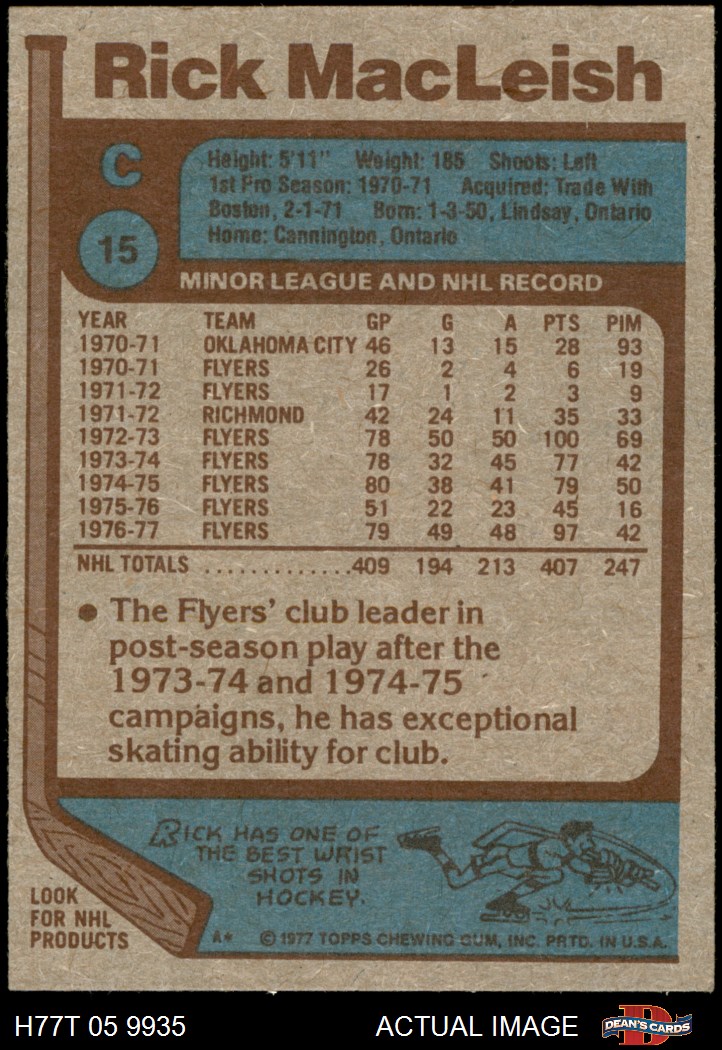 Rick MacLeish
C
Height: 5'11" Weight: 185 Shoots: Left
1st Pro Season: 1970-71 Acquired: Trade With
Boston, 2-1-71 Born: 1-3-50, Lindsay, Ontario
Home: Cannington, Ontario
15
MINOR LEAGUE AND NHL RECORD
YEAR TEAM GP G A PTS PIM
1970-71 OKLAHOMA CITY 46 13 15 28 93
1970-71 FLYERS 26 2 4 6 19
1971-72 FLYERS 17 1 2 3 9
1971-72 RICHMOND 42 24 11 35 33
1972-73 FLYERS 78 50 50 100 69
1973-74 FLYERS 78 32 45 77 42
1974-75 FLYERS 80 38 41 79 50
1975-76 FLYERS 51 22 23 45 16
1976-77 FLYERS 79 49 48 97 42
NHL TOTALS .............409 194 213 407 247
● The Flyers' club leader in
post-season play after the
1973-74 and 1974-75
campaigns, he has exceptional
skating ability for club.
RICK HAS ONE OF
THE BEST WRIST
SHOTS IN
HOCKEY.
LOOK
FOR NHL
PRODUCTS
A* © 1977 TOPPS CHEWING GUM, INC. PRTD. IN U.S.A.
H77T 05 9935 ACTUAL IMAGE D DEAN'S CARDS